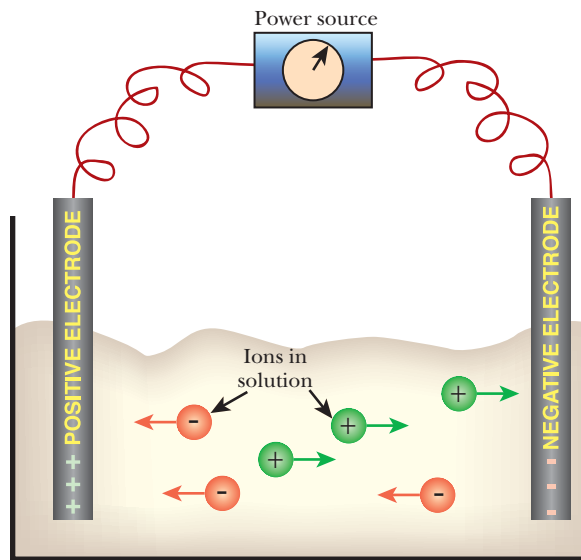 Power source
POSITIVE ELECTRODE
+ + +
NEGATIVE ELECTRODE
- - -
Ions in
solution
+
-
+
+
-
-